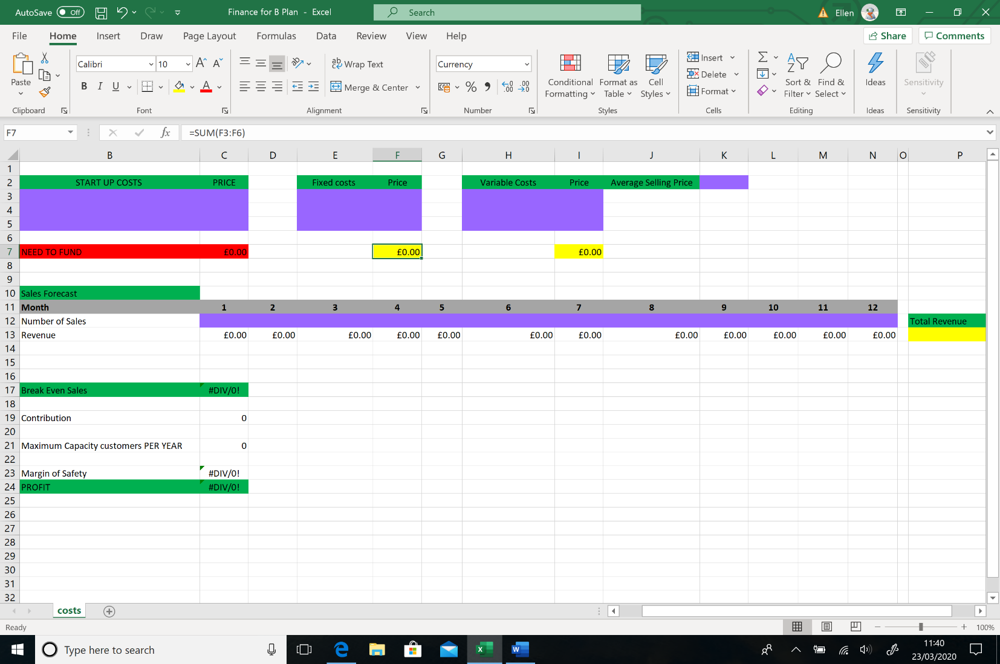 AutoSave Off Finance for B Plan - Excel Search Ellen
File Home Insert Draw Page Layout Formulas Data Review View Help Share Comments
Calibri 10 A A ab Wrap Text Currency Insert
Paste B I U A Merge & Center % Conditional Formatting Format as Table Cell Styles Delete Format Sort & Filter Find & Select Ideas Sensitivity
Clipboard Font Alignment Number Styles Cells Editing Ideas Sensitivity
F7 fx =SUM(F3:F6)
B C D E F G H I J K L M N O P
1
2 START UP COSTS PRICE Fixed costs Price Variable Costs Price Average Selling Price
3
4
5
6
7 NEED TO FUND £0.00 £0.00 £0.00
8
9
10 Sales Forecast
11 Month 1 2 3 4 5 6 7 8 9 10 11 12
12 Number of Sales Total Revenue
13 Revenue £0.00 £0.00 £0.00 £0.00 £0.00 £0.00 £0.00 £0.00 £0.00 £0.00 £0.00 £0.00
14
15
16
17 Break Even Sales #DIV/0!
18
19 Contribution 0
20
21 Maximum Capacity customers PER YEAR 0
22
23 Margin of Safety #DIV/0!
24 PROFIT #DIV/0!
25
26
27
28
29
30
31
32
costs
Ready 100%
Type here to search 11:40
23/03/2020